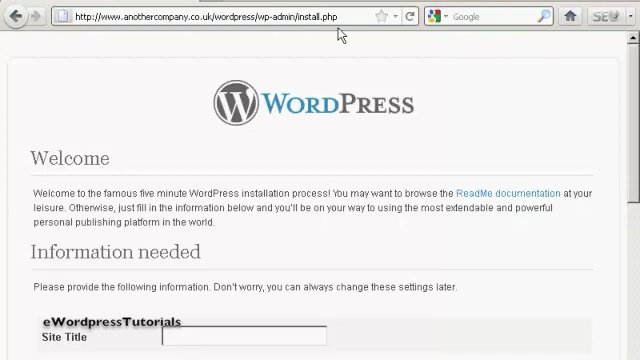 http://www.anothercompany.co.uk/wordpress/wp-admin/install.php
Google
SEO
WORDPRESS
Welcome
Welcome to the famous five minute WordPress installation process! You may want to browse the ReadMe documentation at your
leisure. Otherwise, just fill in the information below and you'll be on your way to using the most extendable and powerful
personal publishing platform in the world.
Information needed
Please provide the following information. Don't worry, you can always change these settings later.
eWordpressTutorials
Site Title